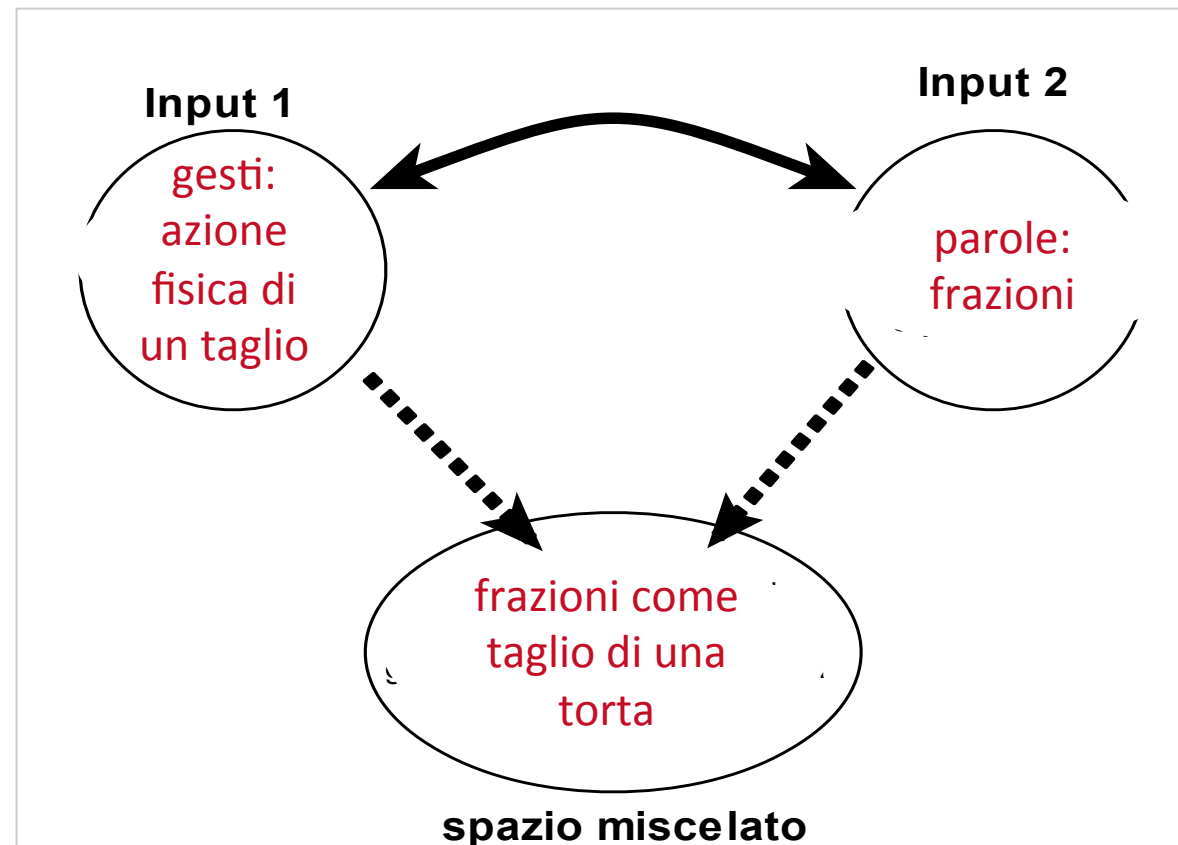 Input 1
gesti:
azione
fisica di
un taglio
Input 2
parole:
frazioni
frazioni come
taglio di una
torta
spazio miscelato